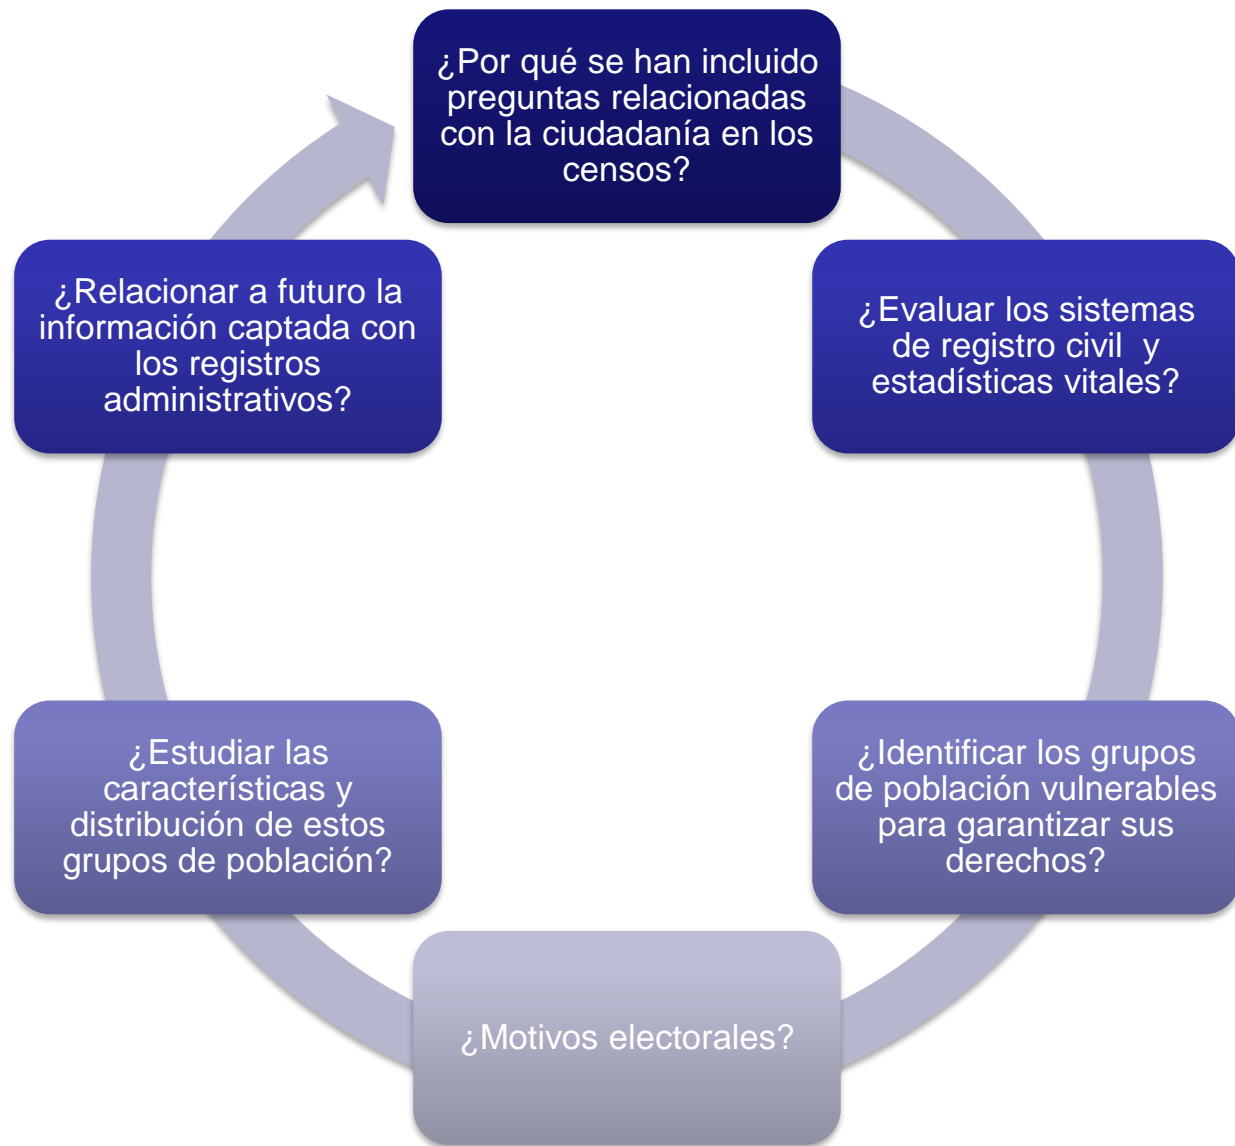 ¿Por qué se han incluido
preguntas relacionadas
con la ciudadanía en los
censos?
¿Evaluar los sistemas
de registro civil  y
estadísticas vitales?
¿Identificar los grupos
de población vulnerables
para garantizar sus
derechos?
¿Motivos electorales?
¿Estudiar las
características y
distribución de estos
grupos de población?
¿Relacionar a futuro la
información captada con
los registros
administrativos?